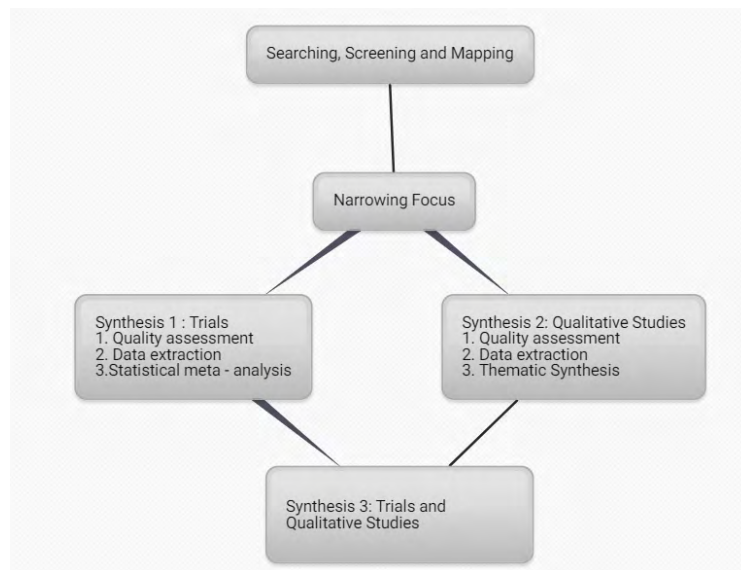 Searching, Screening and Mapping
Narrowing Focus
Synthesis 1 : Trials
1. Quality assessment
2. Data extraction
3.Statistical meta - analysis
Synthesis 2: Qualitative Studies
1. Quality assessment
2. Data extraction
3. Thematic Synthesis
Synthesis 3: Trials and
Qualitative Studies